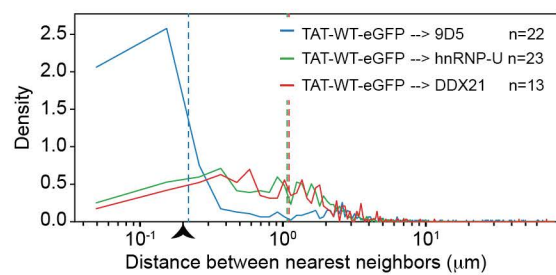 2.5
2.0
1.5
1.0
0.5
0.0
Density
TAT-WT-eGFP --> 9D5 n=22
TAT-WT-eGFP --> hnRNP-U n=23
TAT-WT-eGFP --> DDX21 n=13
10⁻¹ 10⁰ 10¹
Distance between nearest neighbors (μm)